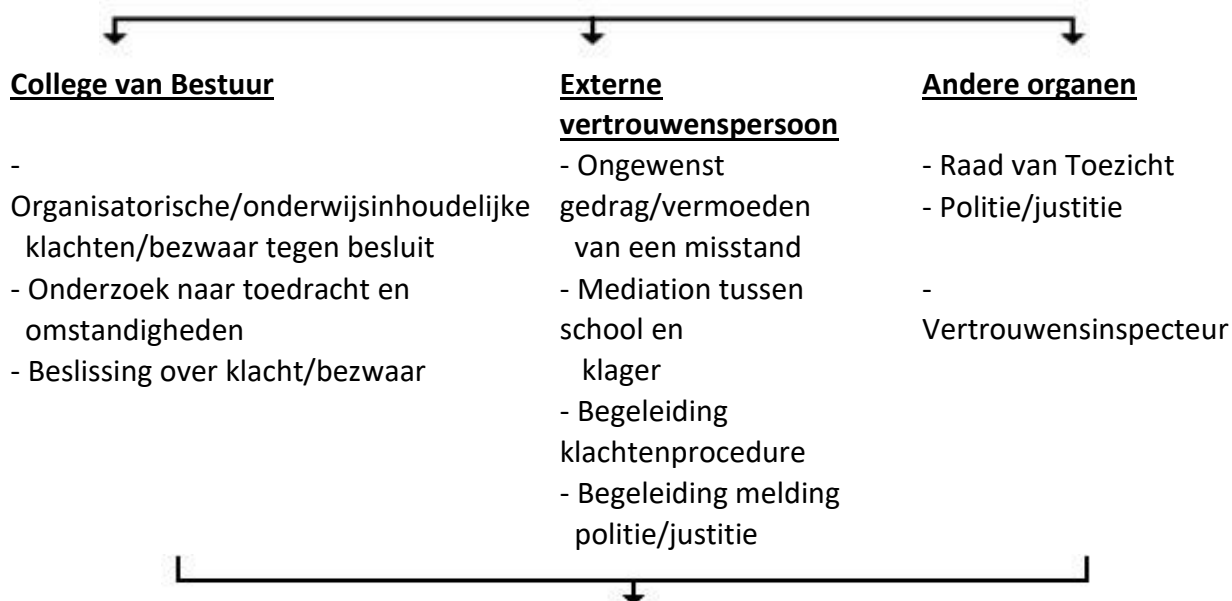 College van Bestuur
-
Organisatorische/onderwijsinhoudelijke
klachten/bezwaar tegen besluit
- Onderzoek naar toedracht en
omstandigheden
- Beslissing over klacht/bezwaar
Externe
vertrouwenspersoon
- Ongewenst
gedrag/vermoeden
van een misstand
- Mediation tussen
school en
klager
- Begeleiding
klachtenprocedure
- Begeleiding melding
politie/justitie
Andere organen
- Raad van Toezicht
- Politie/justitie
-
Vertrouwensinspecteur